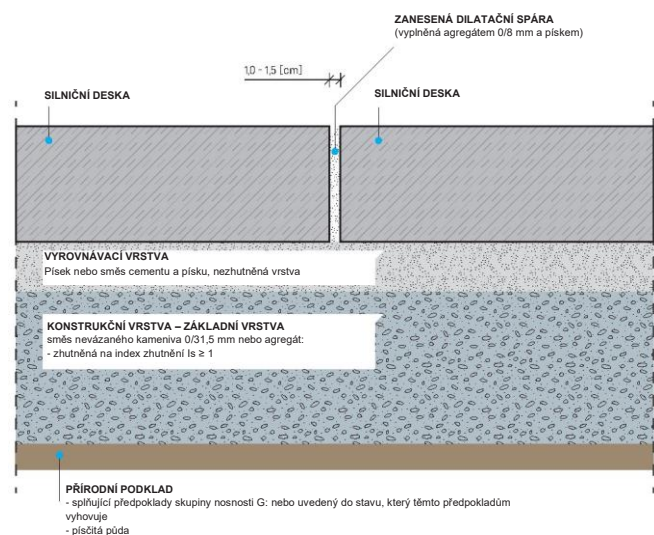 ZANESENÁ DILATAČNÍ SPÁRA
(vyplněná agregátem 0/8 mm a pískem)
1,0 - 1,5 [cm]
SILNIČNÍ DESKA
SILNIČNÍ DESKA
VYROVNÁVACÍ VRSTVA
Písek nebo směs cementu a písku, nezhutněná vrstva
KONSTRUKČNÍ VRSTVA – ZÁKLADNÍ VRSTVA
směs nevázaného kameniva 0/31,5 mm nebo agregát:
- zhutněná na index zhutnění Is ≥ 1
PŘÍRODNÍ PODKLAD
- splňující předpoklady skupiny nosnosti G: nebo uvedený do stavu, který těmto předpokladům
vyhovuje
- písčitá půda